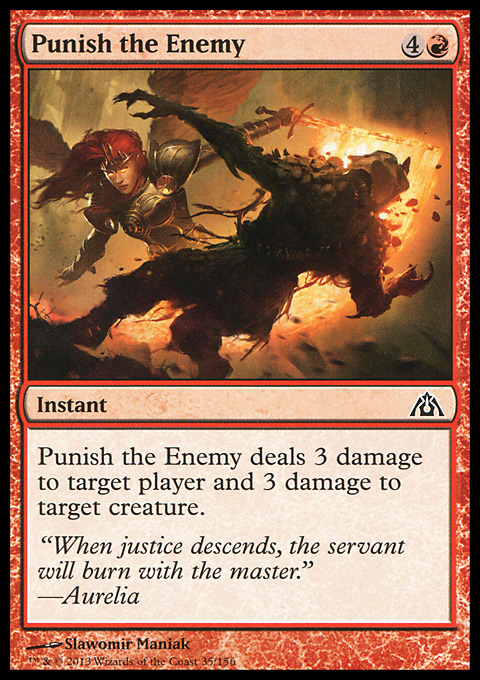 Punish the Enemy 4
Instant
Punish the Enemy deals 3 damage
to target player and 3 damage to
target creature.
“When justice descends, the servant
will burn with the master.”
—Aurelia
Slawomir Maniak
™ & © 2013 Wizards of the Coast 35/156